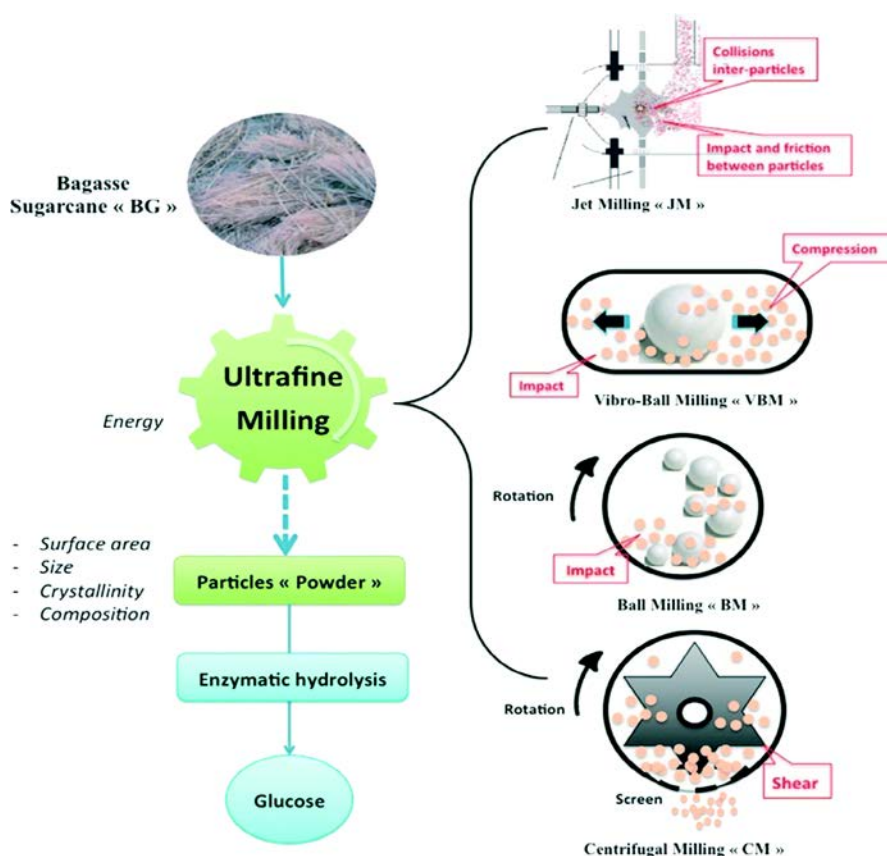 Bagasse
Sugarcane « BG »
Ultrafine
Milling
Energy
- Surface area
- Size
- Crystallinity
- Composition
Particles « Powder »
Enzymatic hydrolysis
Glucose
Collisions
inter-particles
Impact and friction
between particles
Jet Milling « JM »
Compression
Impact
Vibro-Ball Milling « VBM »
Rotation
Impact
Ball Milling « BM »
Rotation
Shear
Screen
Centrifugal Milling « CM »